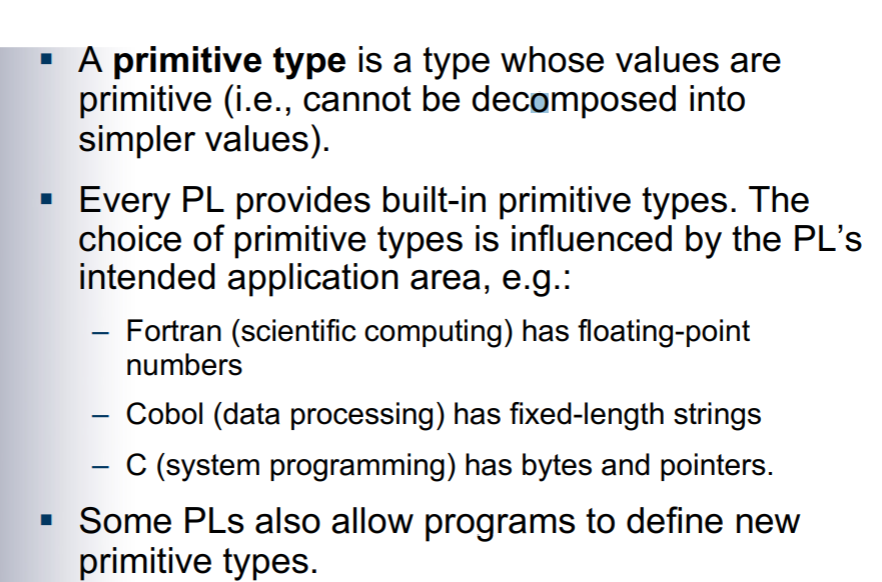 ▪ A primitive type is a type whose values are
primitive (i.e., cannot be decomposed into
simpler values).
▪ Every PL provides built-in primitive types. The
choice of primitive types is influenced by the PL’s
intended application area, e.g.:
– Fortran (scientific computing) has floating-point
numbers
– Cobol (data processing) has fixed-length strings
– C (system programming) has bytes and pointers.
▪ Some PLs also allow programs to define new
primitive types.